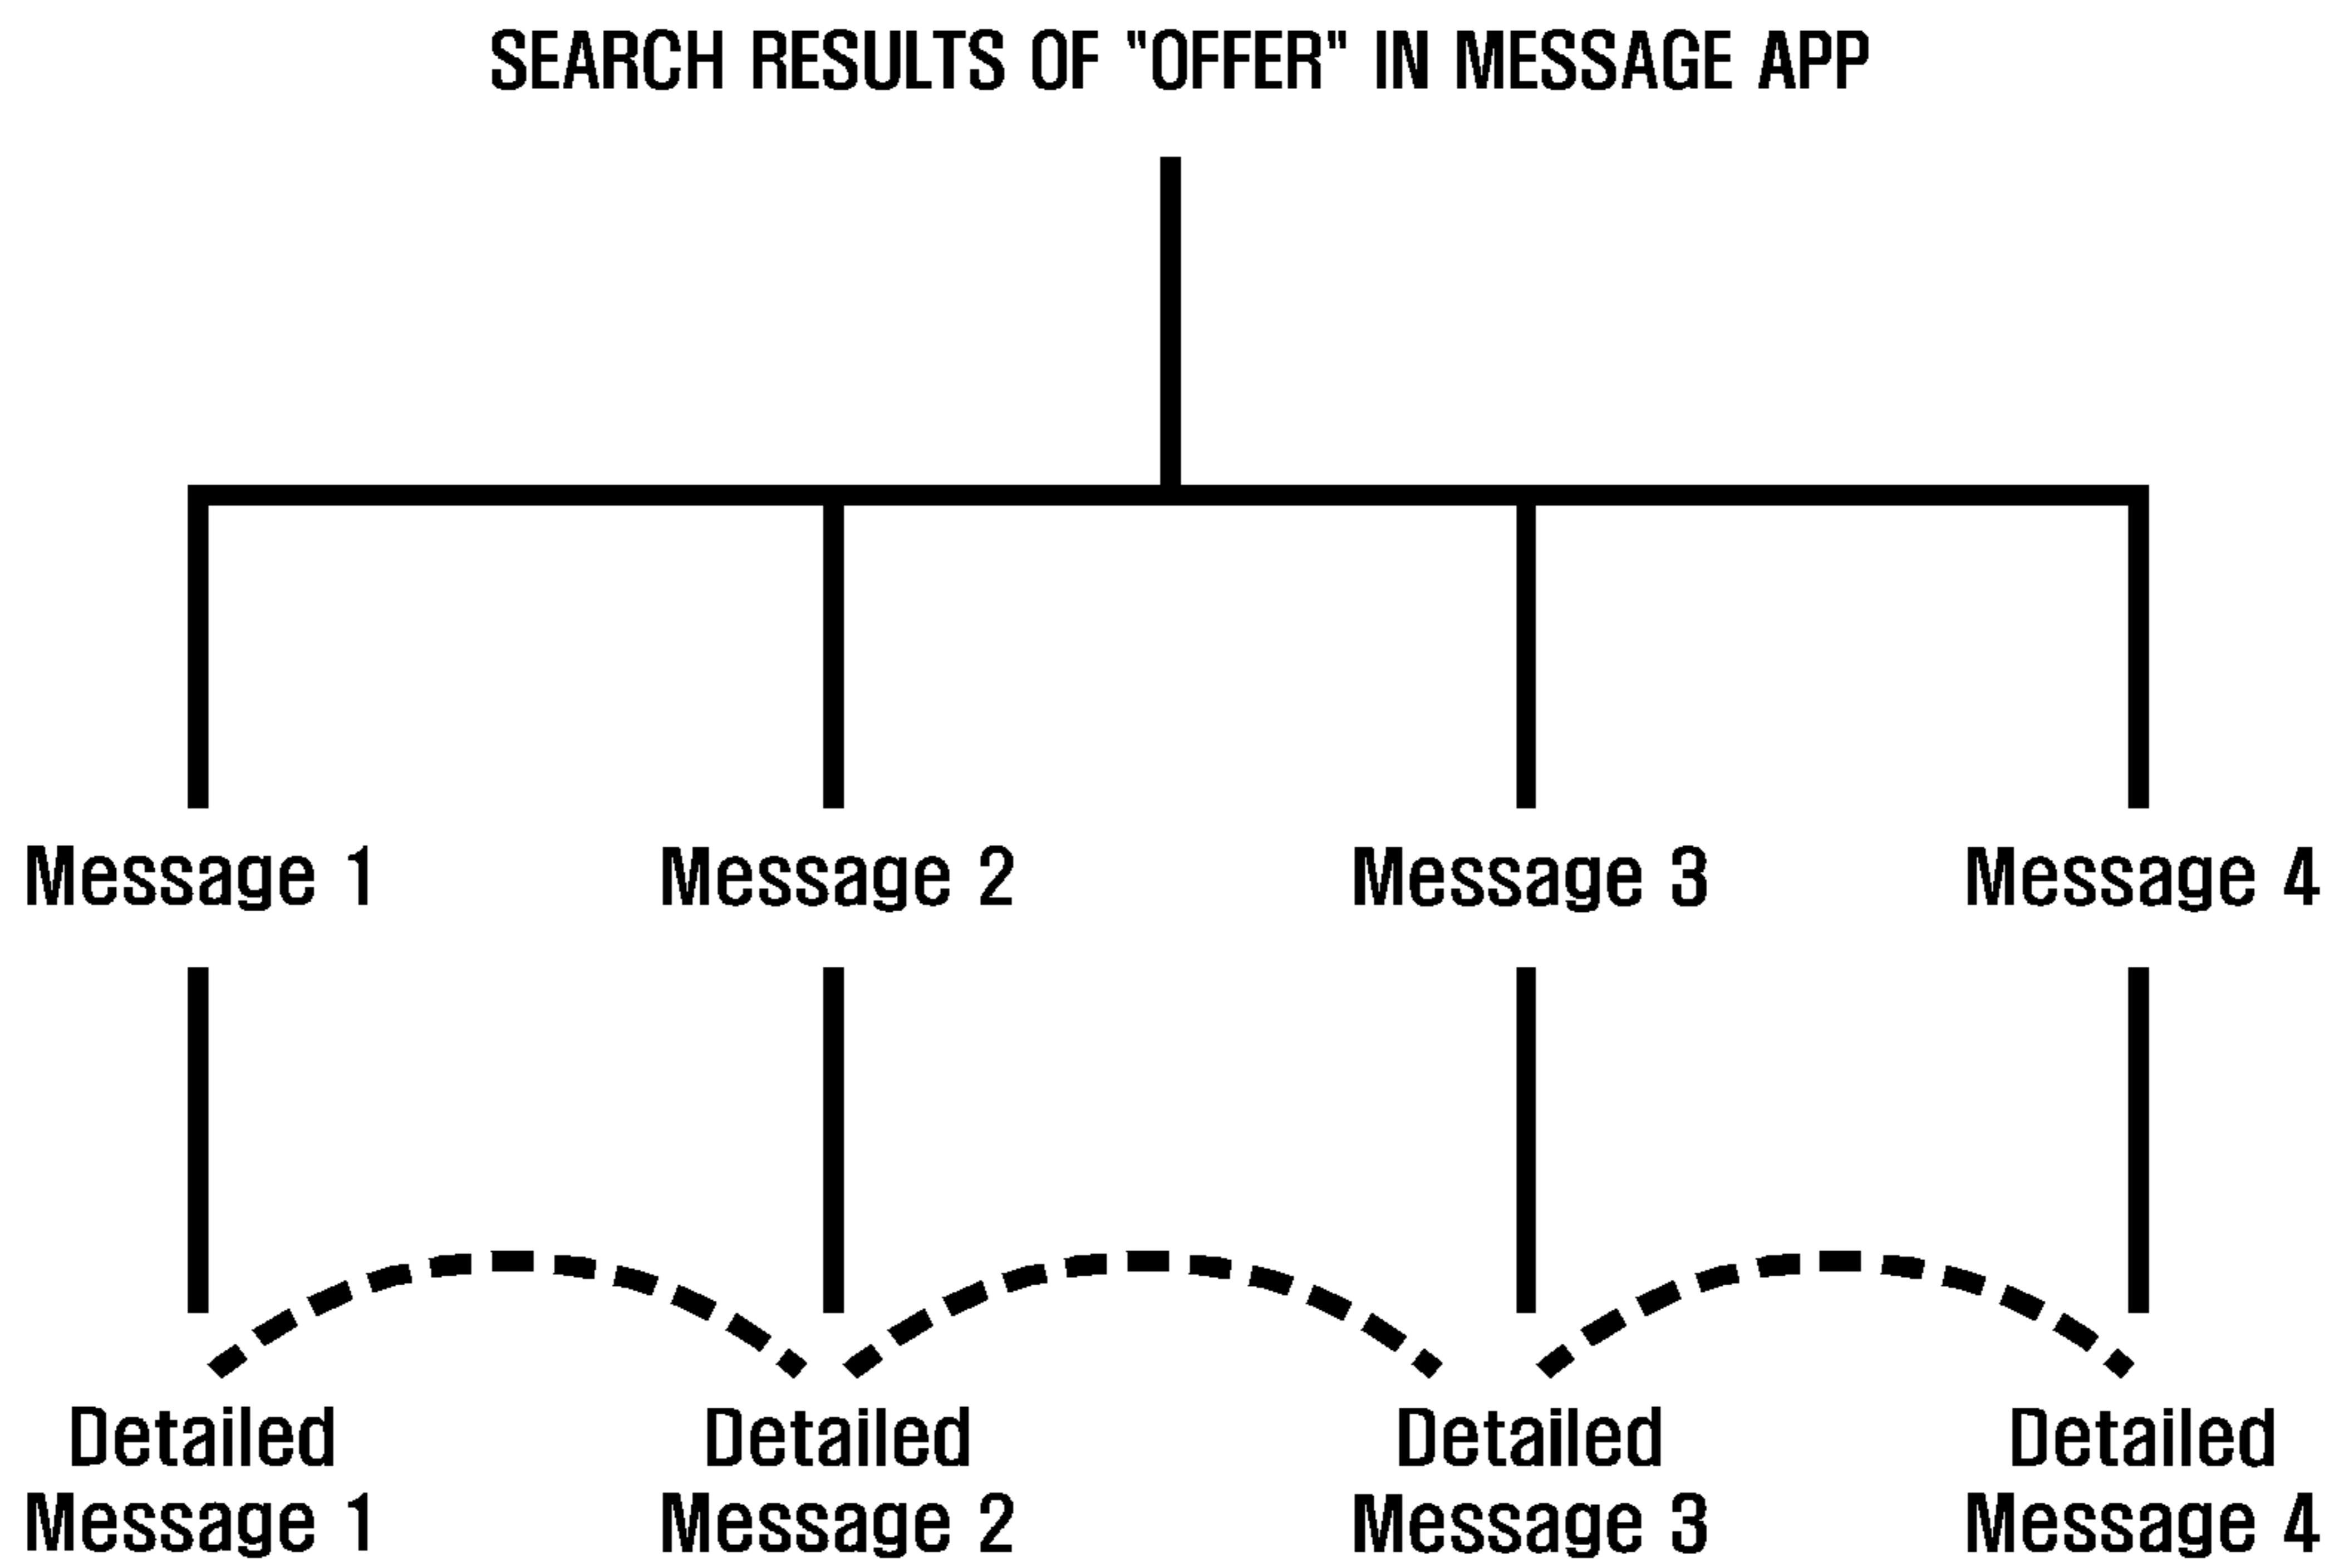 SEARCH RESULTS OF "OFFER" IN MESSAGE APP
Message 1
Message 2
Message 3
Message 4
Detailed
Message 1
Detailed
Message 2
Detailed
Message 3
Detailed
Message 4